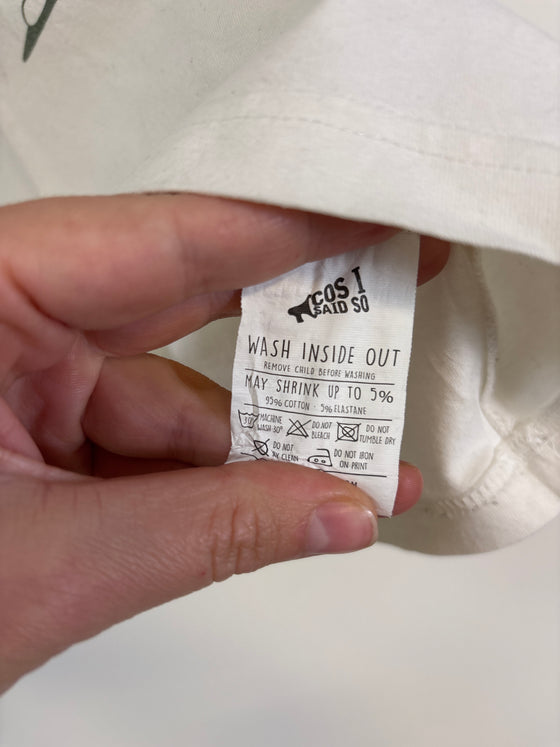 COS I
SAID SO
WASH INSIDE OUT
REMOVE CHILD BEFORE WASHING
MAY SHRINK UP TO 5%
95% COTTON · 5% ELASTANE
30° MACHINE WASH 30° DO NOT BLEACH DO NOT TUMBLE DRY
DO NOT CLEAN DO NOT IRON ON PRINT